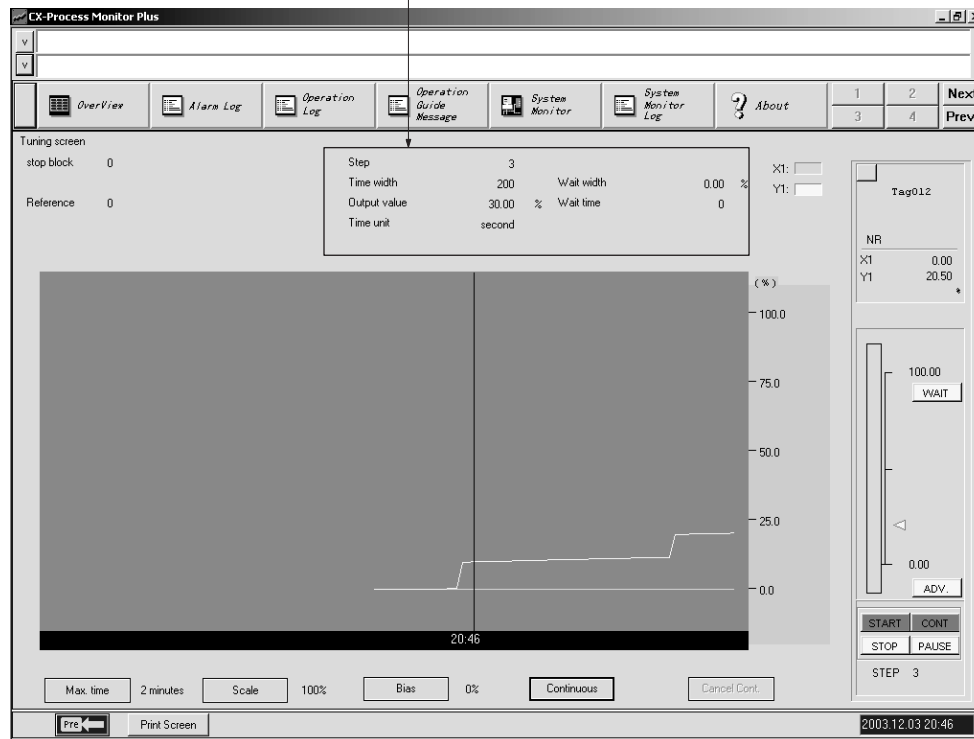 CX-Process Monitor Plus
v
v
OverView
Alarm Log
Operation
Log
Operation
Guide
Message
System
Monitor
System
Monitor
Log
? About
1 2 Next
3 4 Prev
Tuning screen
stop block 0
Reference 0
Step 3
Time width 200 Wait width 0.00 %
Output value 30.00 % Wait time 0
Time unit second
X1:
Y1:
Tag012
NR
X1 0.00
Y1 20.50
(%)
100.0
75.0
50.0
25.0
0.0
20:46
100.00
WAIT
0.00
ADV.
START CONT
STOP PAUSE
STEP 3
Max. time 2 minutes Scale 100% Bias 0% Continuous Cancel Cont.
Pre Print Screen 2003.12.03 20:46